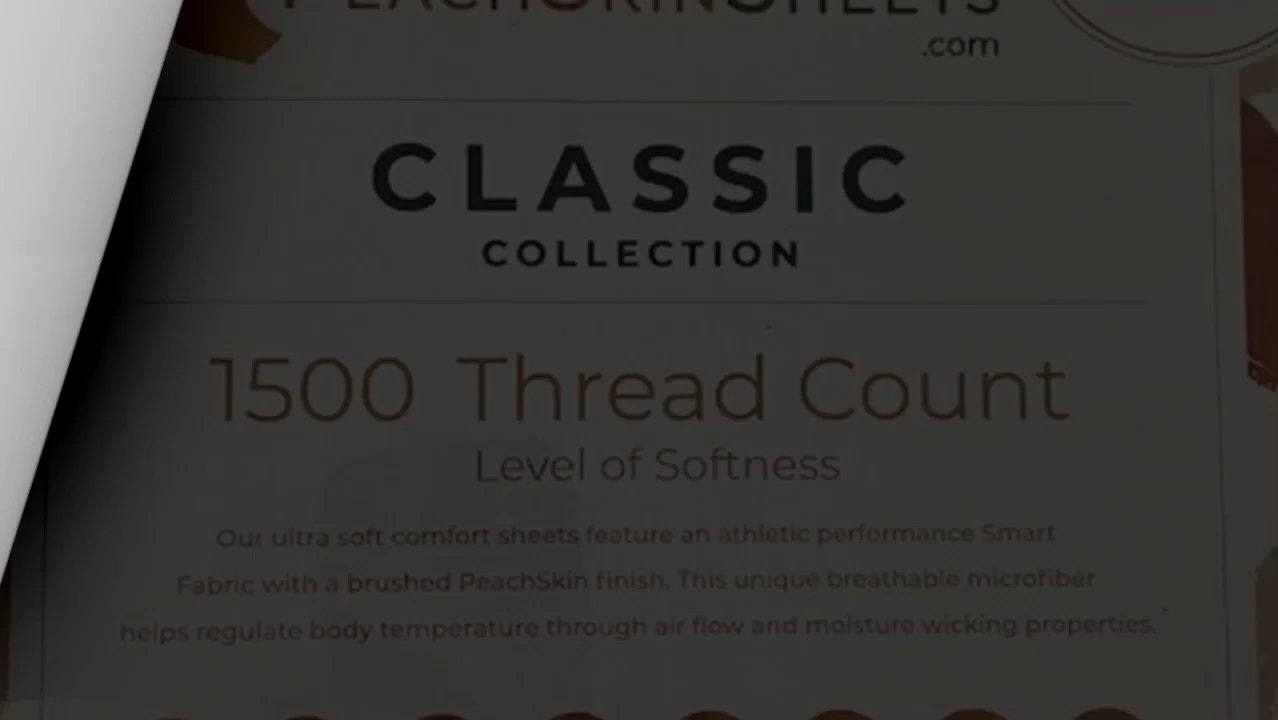 PEACHSKINSHEETS
.com
CLASSIC
COLLECTION
1500 Thread Count
Level of Softness
Our ultra soft comfort sheets feature an athletic performance Smart
Fabric with a brushed PeachSkin finish. This unique breathable microfiber
helps regulate body temperature through air flow and moisture wicking properties.